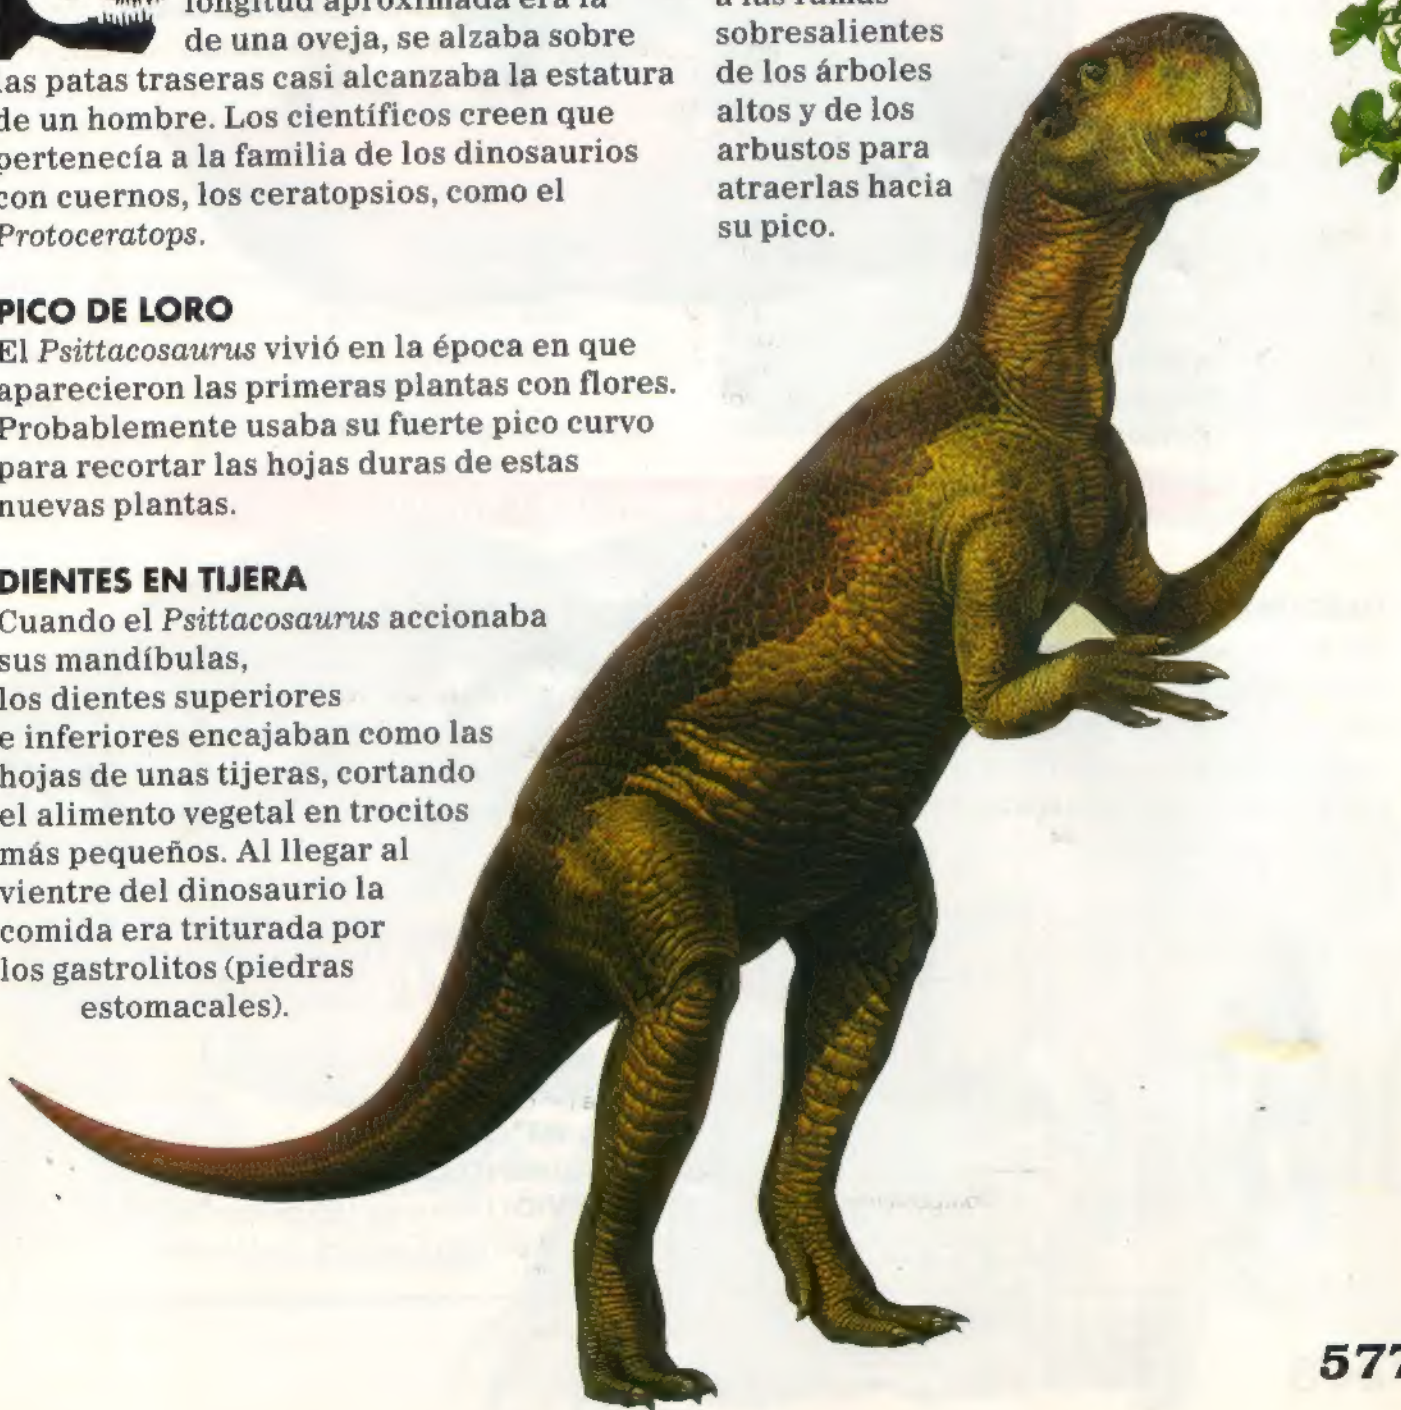 longitud aproximada era la
de una oveja, se alzaba sobre
las patas traseras casi alcanzaba la estatura
de un hombre. Los científicos creen que
pertenecía a la familia de los dinosaurios
con cuernos, los ceratopsios, como el
Protoceratops.
PICO DE LORO
El Psittacosaurus vivió en la época en que
aparecieron las primeras plantas con flores.
Probablemente usaba su fuerte pico curvo
para recortar las hojas duras de estas
nuevas plantas.
DIENTES EN TIJERA
Cuando el Psittacosaurus accionaba
sus mandíbulas,
los dientes superiores
e inferiores encajaban como las
hojas de unas tijeras, cortando
el alimento vegetal en trocitos
más pequeños. Al llegar al
vientre del dinosaurio la
comida era triturada por
los gastrolitos (piedras
estomacales).
a las ramas
sobresalientes
de los árboles
altos y de los
arbustos para
atraerlas hacia
su pico.
577